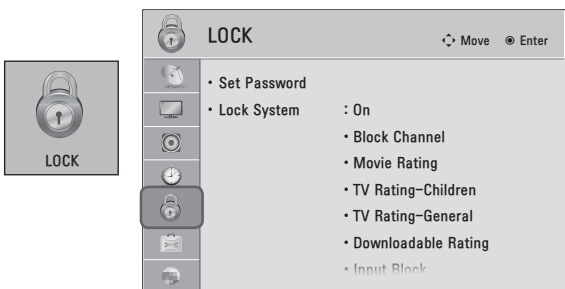 LOCK
LOCK
Move Enter
• Set Password
• Lock System : On
• Block Channel
• Movie Rating
• TV Rating-Children
• TV Rating-General
• Downloadable Rating
• Input Block